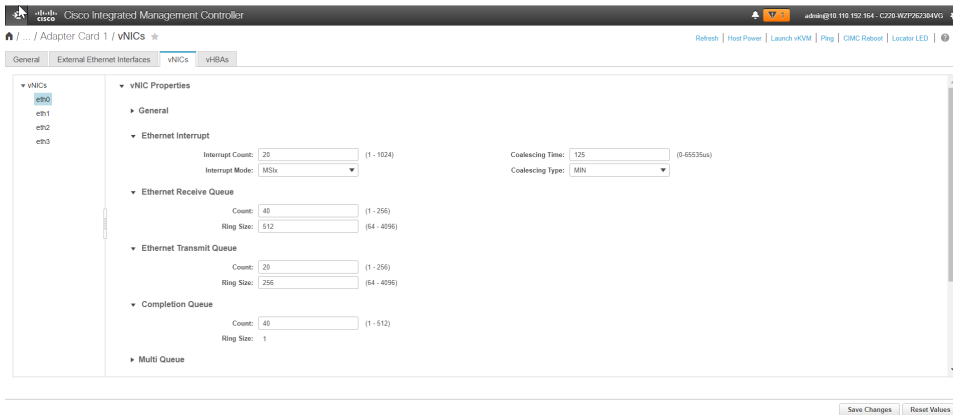 cisco Cisco Integrated Management Controller 1 admin@10.110.192.164 - C220-WZP262304VG
/ ... / Adapter Card 1 / vNICs Refresh | Host Power | Launch vKVM | Ping | CIMC Reboot | Locator LED |
General External Ethernet Interfaces vNICs vHBAs
vNICs
eth0
eth1
eth2
eth3
vNIC Properties
General
Ethernet Interrupt
Interrupt Count: 20 (1 - 1024) Coalescing Time: 125 (0-65535us)
Interrupt Mode: MSIx Coalescing Type: MIN
Ethernet Receive Queue
Count: 40 (1 - 256)
Ring Size: 512 (64 - 4096)
Ethernet Transmit Queue
Count: 20 (1 - 256)
Ring Size: 256 (64 - 4096)
Completion Queue
Count: 40 (1 - 512)
Ring Size: 1
Multi Queue
Save Changes Reset Values